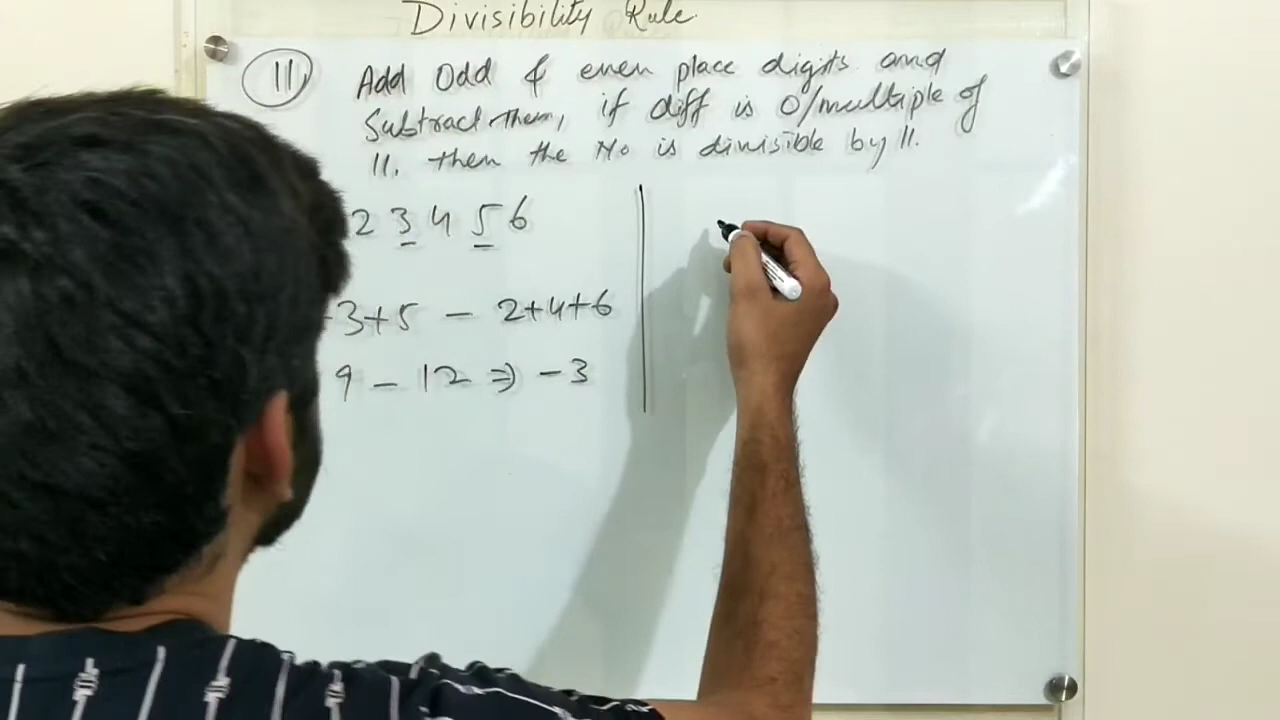 Divisibility Rule.
11
Add Odd & even place digits and
Subtract them, if diff is 0/multiple of
11. then the No is divisible by 11.
2 3 4 5 6
3+5 - 2+4+6
9 - 12 ⇒ -3